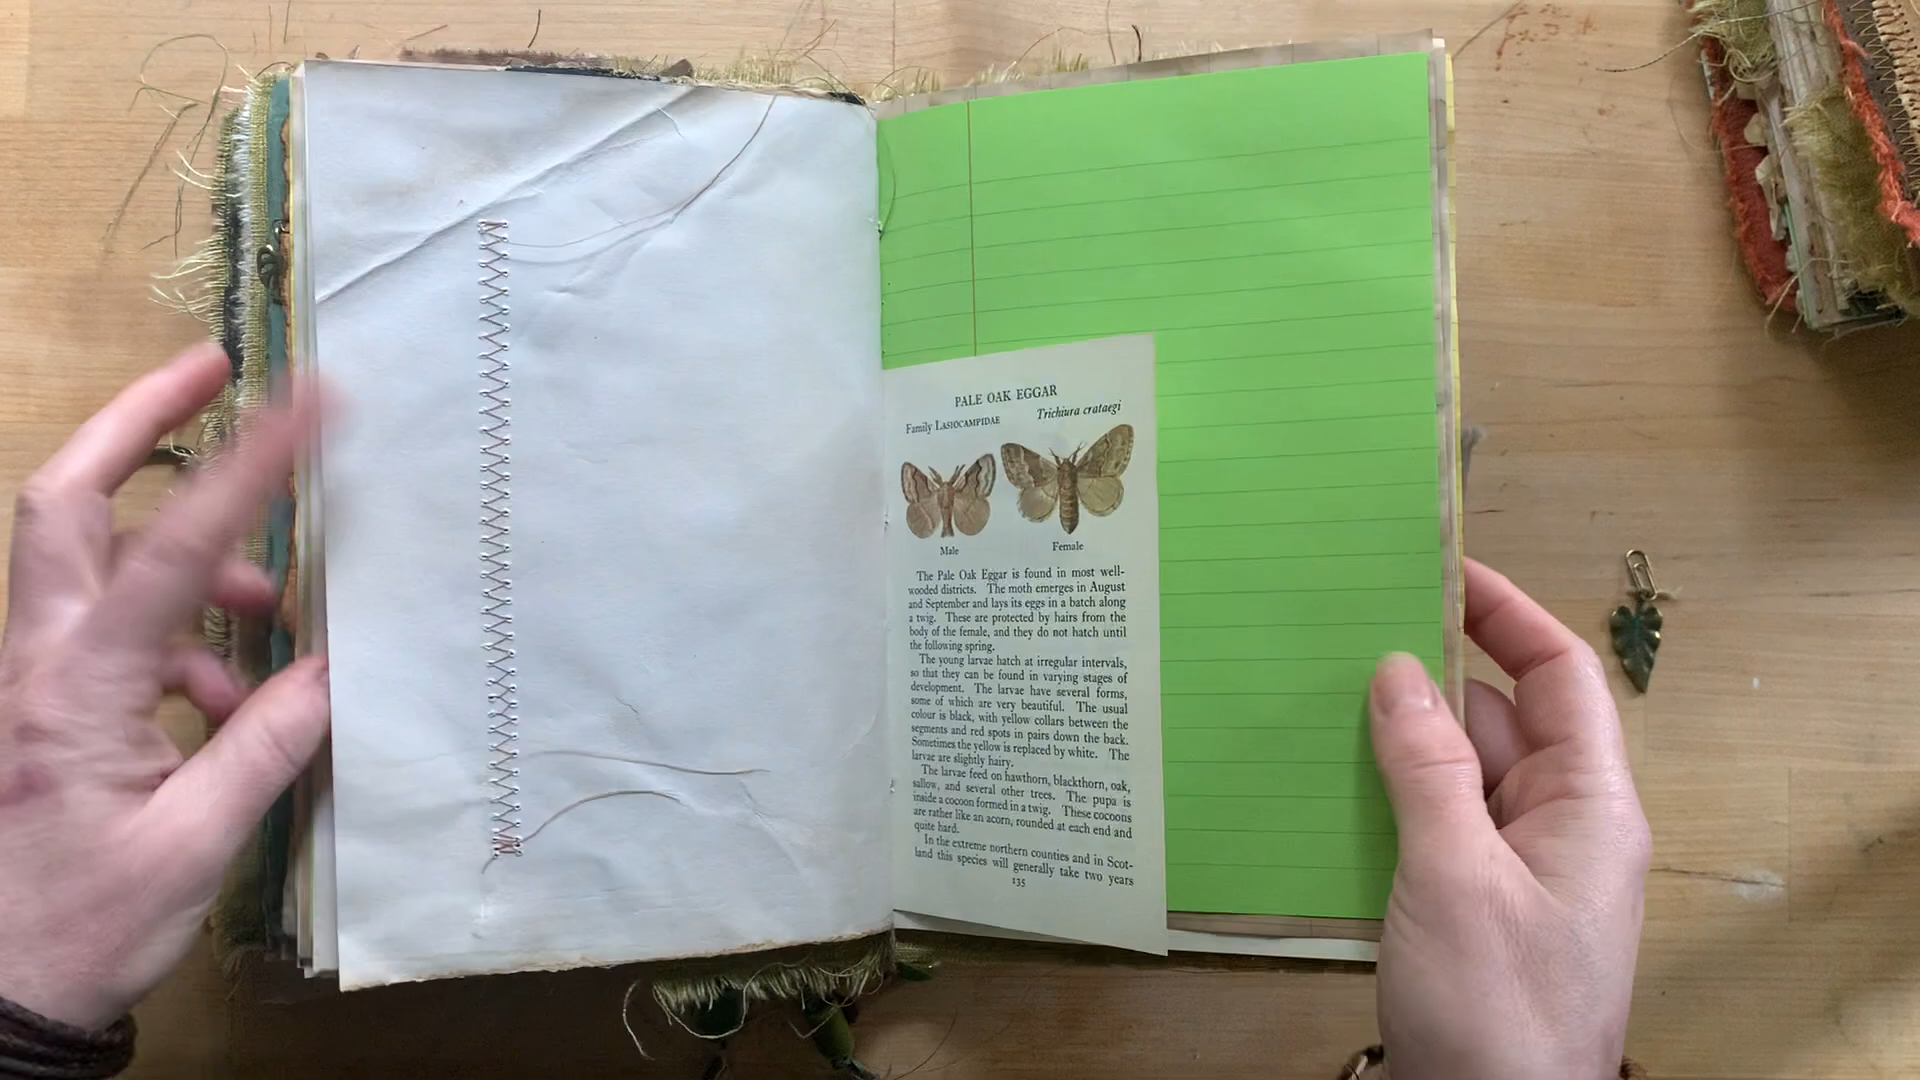 PALE OAK EGGAR
Family LASIOCAMPIDAE Trichiura crataegi
Male Female
The Pale Oak Eggar is found in most well-
wooded districts. The moth emerges in August
and September and lays its eggs in a batch along
a twig. These are protected by hairs from the
body of the female, and they do not hatch until
the following spring.
The young larvae hatch at irregular intervals,
so that they can be found in varying stages of
development. The larvae have several forms,
some of which are very beautiful. The usual
colour is black, with yellow collars between the
segments and red spots in pairs down the back.
Sometimes the yellow is replaced by white. The
larvae are slightly hairy.
The larvae feed on hawthorn, blackthorn, oak,
sallow, and several other trees. The pupa is
inside a cocoon formed in a twig. These cocoons
are rather like an acorn, rounded at each end and
quite hard.
In the extreme northern counties and in Scot-
land this species will generally take two years
135